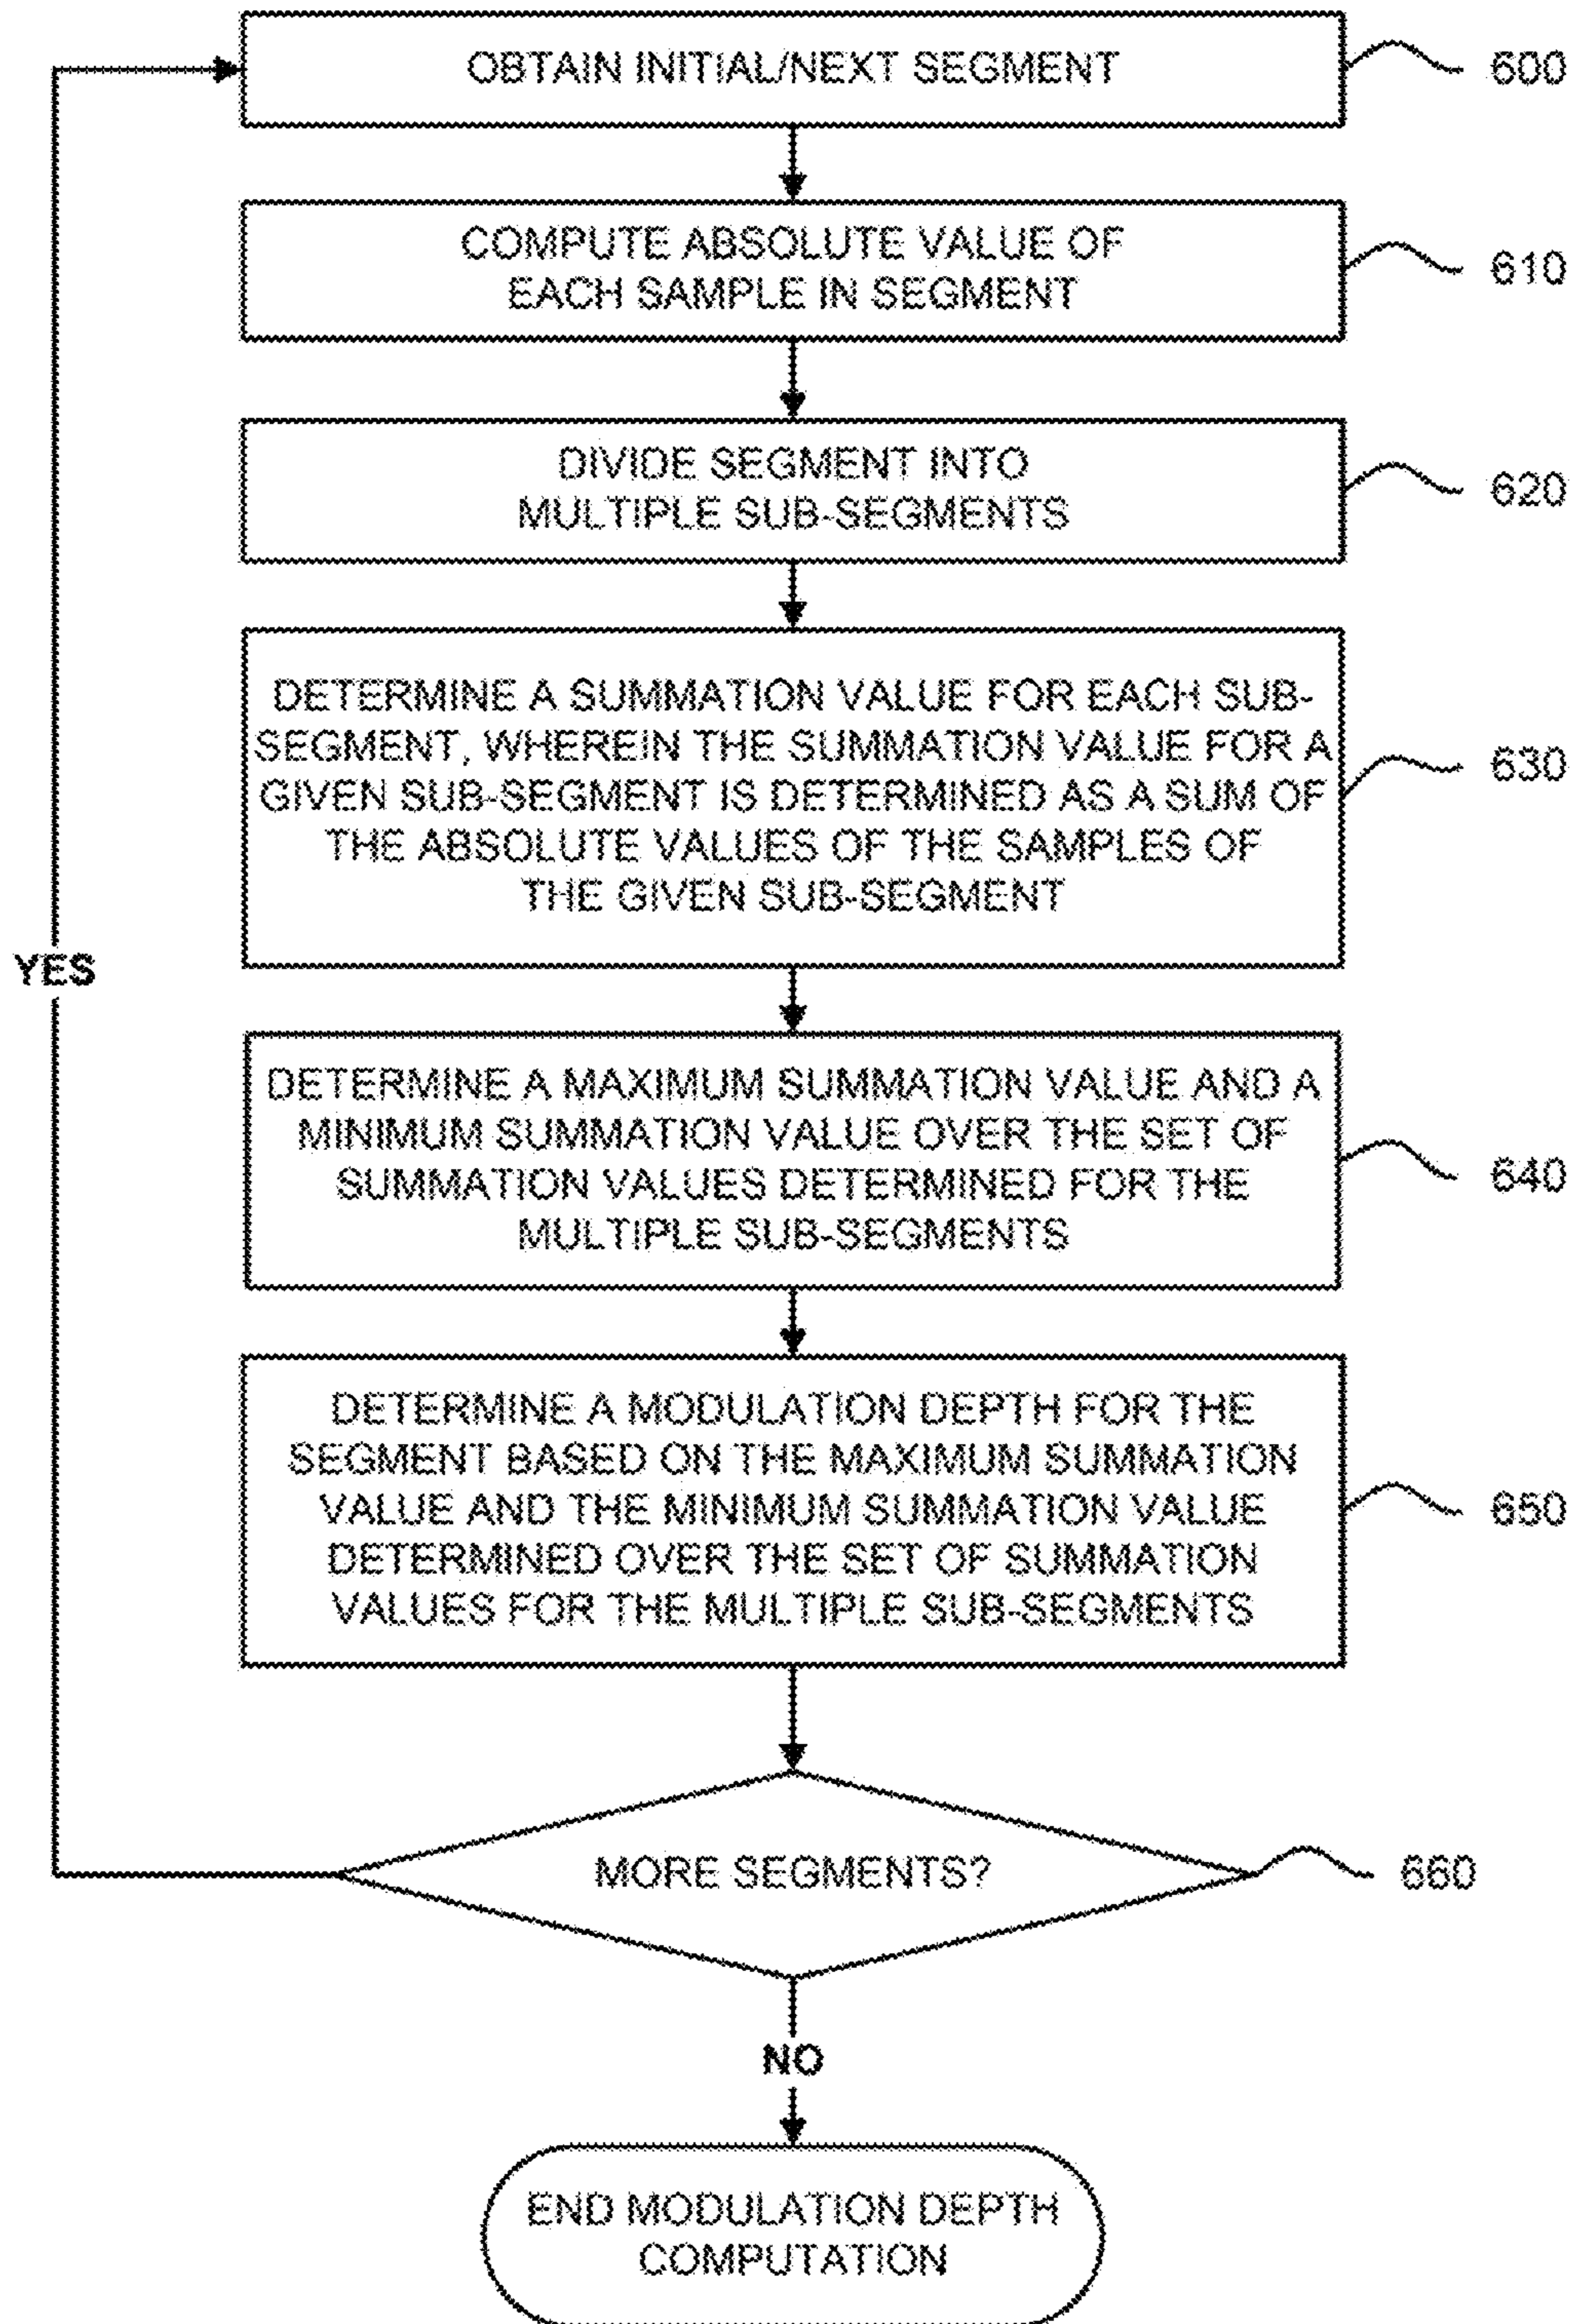 OBTAIN INITIAL/NEXT SEGMENT
600
COMPUTE ABSOLUTE VALUE OF
EACH SAMPLE IN SEGMENT
610
DIVIDE SEGMENT INTO
MULTIPLE SUB-SEGMENTS
620
DETERMINE A SUMMATION VALUE FOR EACH SUB-
SEGMENT, WHEREIN THE SUMMATION VALUE FOR A
GIVEN SUB-SEGMENT IS DETERMINED AS A SUM OF
THE ABSOLUTE VALUES OF THE SAMPLES OF
THE GIVEN SUB-SEGMENT
630
YES
DETERMINE A MAXIMUM SUMMATION VALUE AND A
MINIMUM SUMMATION VALUE OVER THE SET OF
SUMMATION VALUES DETERMINED FOR THE
MULTIPLE SUB-SEGMENTS
640
DETERMINE A MODULATION DEPTH FOR THE
SEGMENT BASED ON THE MAXIMUM SUMMATION
VALUE AND THE MINIMUM SUMMATION VALUE
DETERMINED OVER THE SET OF SUMMATION
VALUES FOR THE MULTIPLE SUB-SEGMENTS
650
MORE SEGMENTS?
660
NO
END MODULATION DEPTH
COMPUTATION